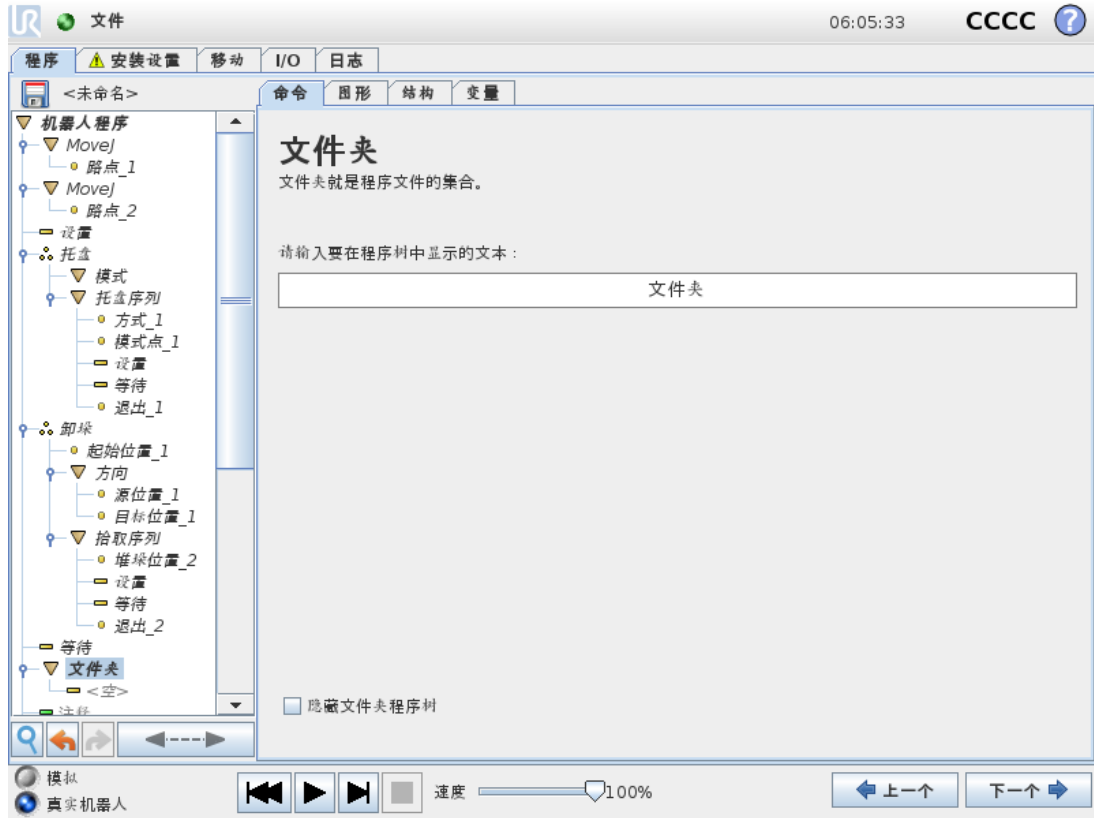 UR 文件 06:05:33 CCCC ?
程序 安装设置 移动 I/O 日志
<未命名>
命令 图形 结构 变量
机器人程序
MoveJ
路点_1
MoveJ
路点_2
设置
托盘
模式
托盘序列
方式_1
模式点_1
设置
等待
退出_1
卸垛
起始位置_1
方向
源位置_1
目标位置_1
拾取序列
堆垛位置_2
设置
等待
退出_2
等待
文件夹
<空>
注释
文件夹
文件夹就是程序文件的集合。
请输入要在程序树中显示的文本：
文件夹
隐藏文件夹程序树
模拟
真实机器人
速度 100%
上一个 下一个